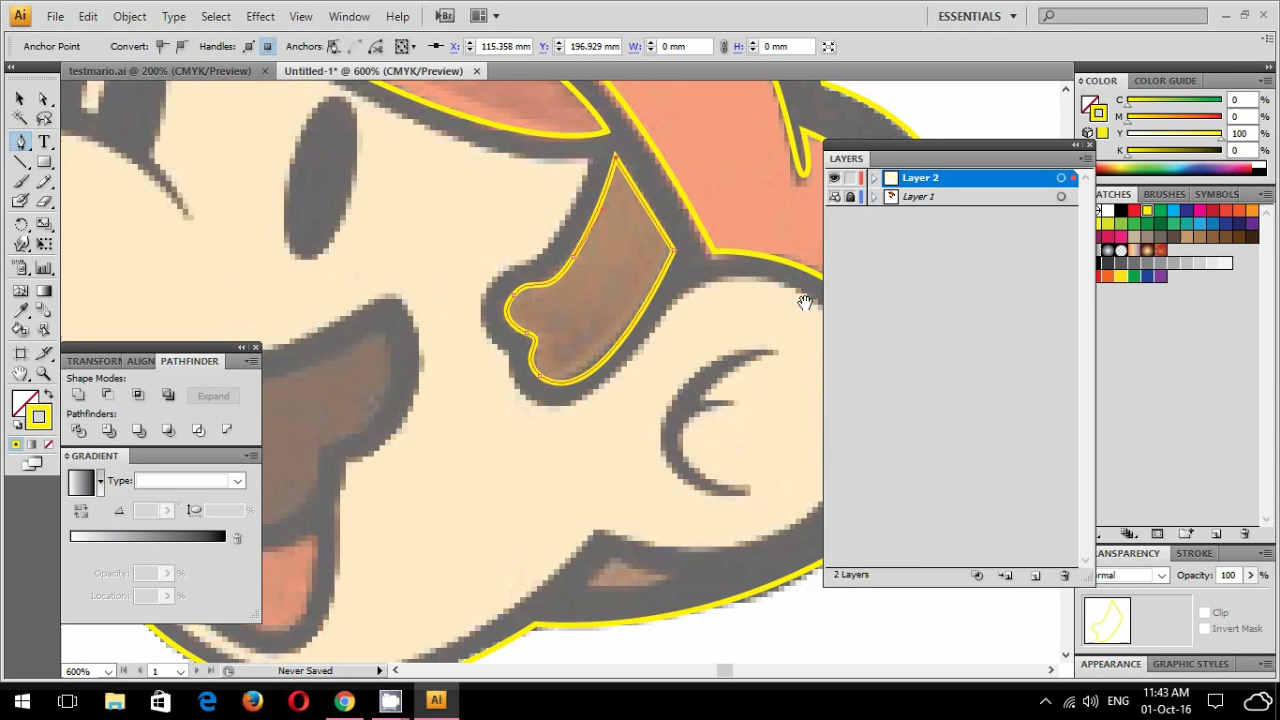 Ai File Edit Object Type Select Effect View Window Help Br ESSENTIALS
Anchor Point Convert: Handles: Anchors: X: 115.358 mm Y: 196.929 mm W: 0 mm H: 0 mm
testmario.ai @ 200% (CMYK/Preview) Untitled-1* @ 600% (CMYK/Preview)
COLOR COLOR GUIDE
C 0 %
M 0 %
Y 100 %
K 0 %
LAYERS
Layer 2
Layer 1
2 Layers
ATCHES BRUSHES SYMBOLS
TRANSFORM ALIGN PATHFINDER
Shape Modes:
Expand
Pathfinders:
GRADIENT
Type:
%
Opacity: %
Location: %
RANSPARENCY STROKE
rmal Opacity: 100 %
Clip
Invert Mask
APPEARANCE GRAPHIC STYLES
600% 1 Never Saved
Ai ENG 11:43 AM
01-Oct-16